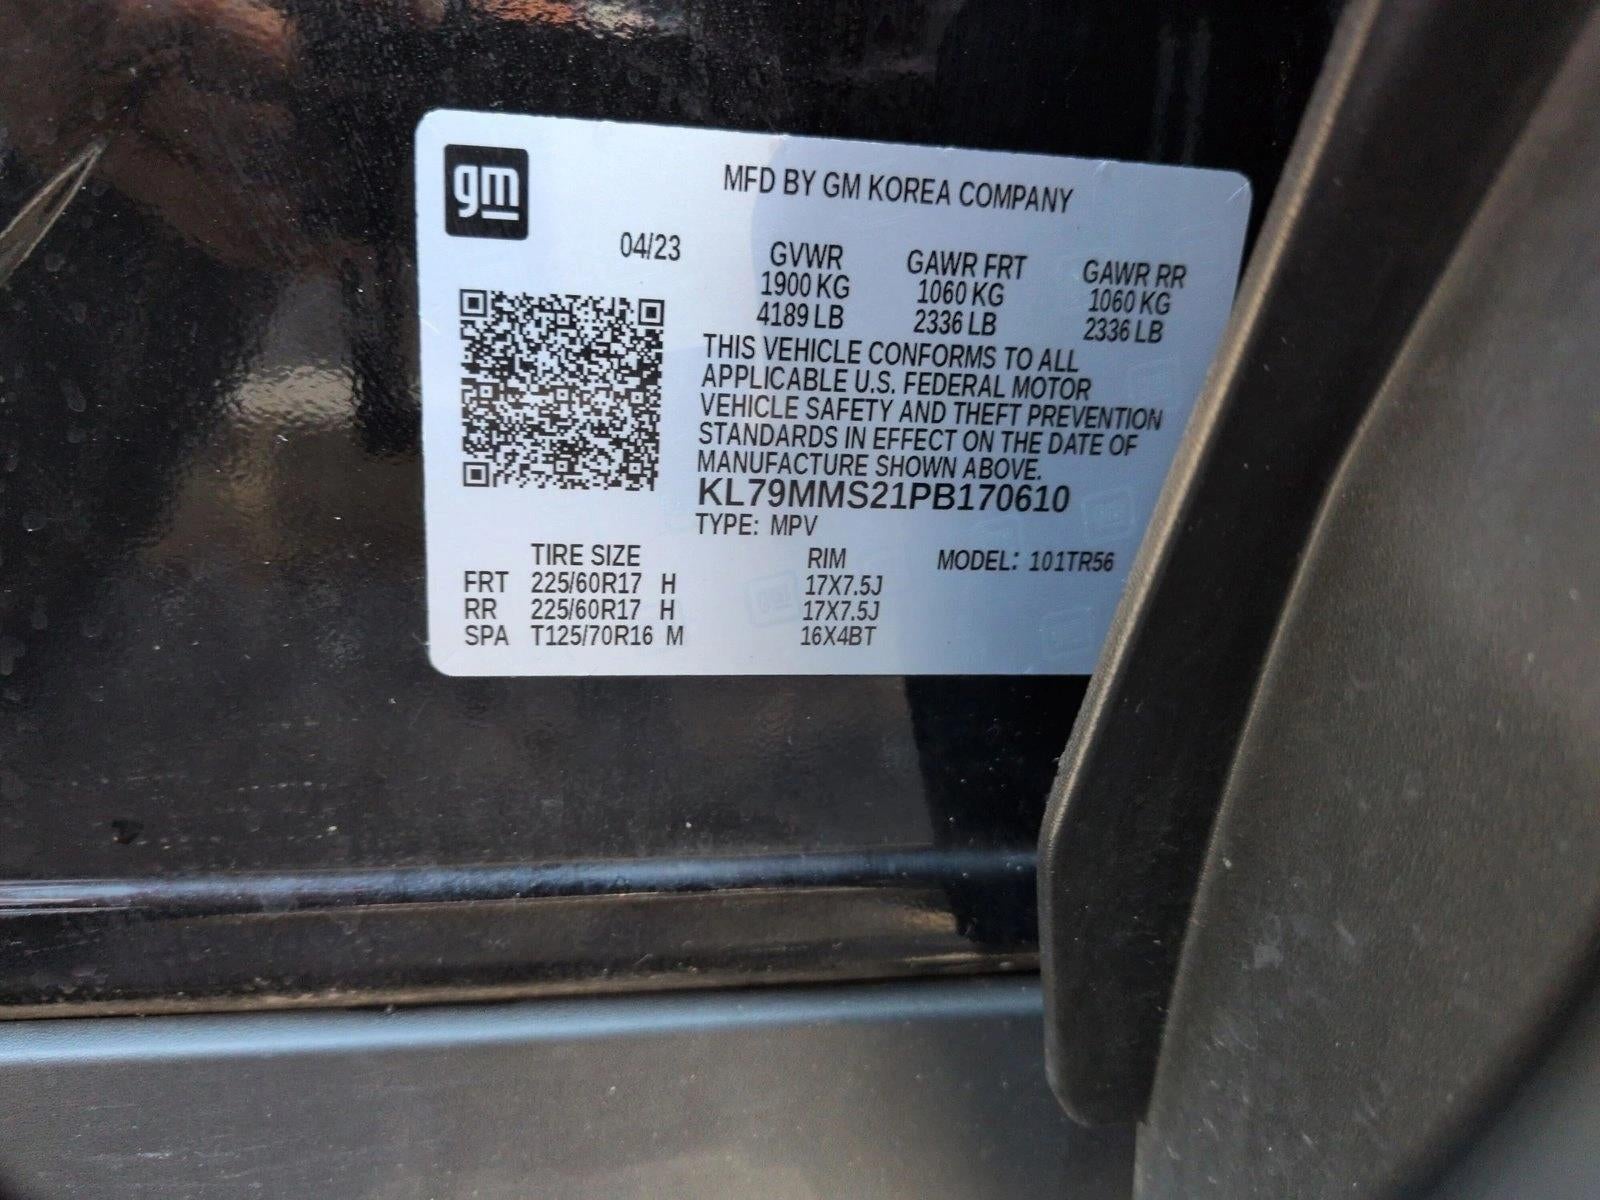 gm
MFD BY GM KOREA COMPANY
04/23
GVWR GAWR FRT GAWR RR
1900 KG 1060 KG 1060 KG
4189 LB 2336 LB 2336 LB
THIS VEHICLE CONFORMS TO ALL
APPLICABLE U.S. FEDERAL MOTOR
VEHICLE SAFETY AND THEFT PREVENTION
STANDARDS IN EFFECT ON THE DATE OF
MANUFACTURE SHOWN ABOVE.
KL79MMS21PB170610
TYPE: MPV
TIRE SIZE RIM MODEL: 101TR56
FRT 225/60R17 H 17X7.5J
RR 225/60R17 H 17X7.5J
SPA T125/70R16 M 16X4BT